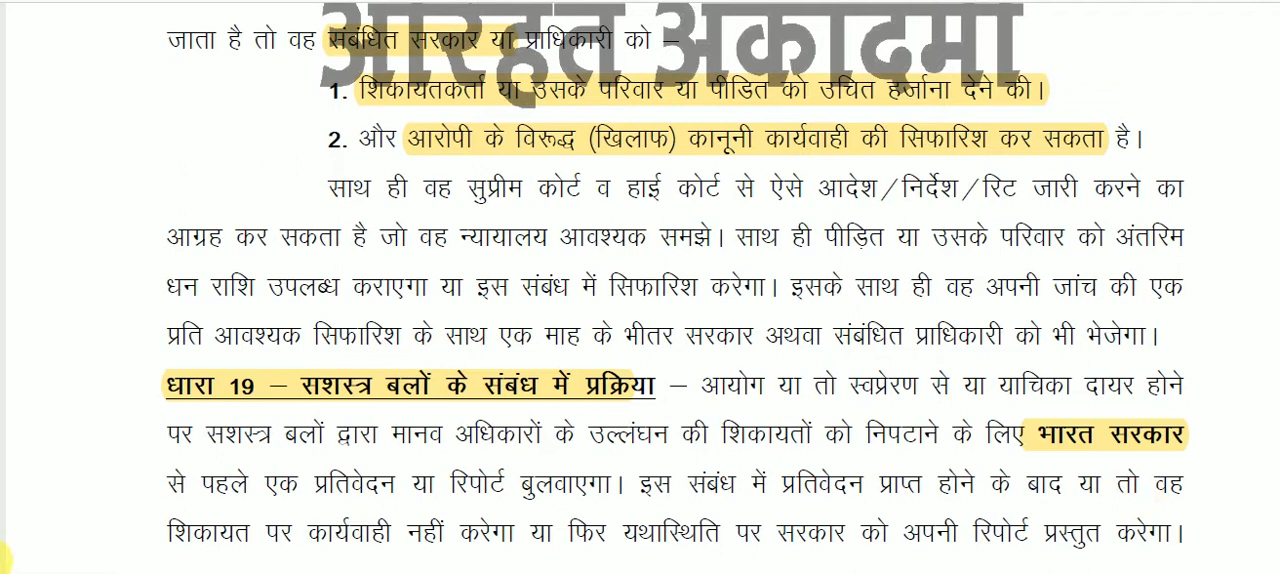 आरहत अकादमी
जाता है तो वह संबंधित सरकार या प्राधिकारी को –
1. शिकायतकर्ता या उसके परिवार या पीडित को उचित हर्जाना देने की।
2. और आरोपी के विरूद्ध (खिलाफ) कानूनी कार्यवाही की सिफारिश कर सकता है।
साथ ही वह सुप्रीम कोर्ट व हाई कोर्ट से ऐसे आदेश/निर्देश/रिट जारी करने का
आग्रह कर सकता है जो वह न्यायालय आवश्यक समझे। साथ ही पीड़ित या उसके परिवार को अंतरिम
धन राशि उपलब्ध कराएगा या इस संबंध में सिफारिश करेगा। इसके साथ ही वह अपनी जांच की एक
प्रति आवश्यक सिफारिश के साथ एक माह के भीतर सरकार अथवा संबंधित प्राधिकारी को भी भेजेगा।
धारा 19 – सशस्त्र बलों के संबंध में प्रक्रिया – आयोग या तो स्वप्रेरण से या याचिका दायर होने
पर सशस्त्र बलों द्वारा मानव अधिकारों के उल्लंघन की शिकायतों को निपटाने के लिए भारत सरकार
से पहले एक प्रतिवेदन या रिपोर्ट बुलवाएगा। इस संबंध में प्रतिवेदन प्राप्त होने के बाद या तो वह
शिकायत पर कार्यवाही नहीं करेगा या फिर यथास्थिति पर सरकार को अपनी रिपोर्ट प्रस्तुत करेगा।